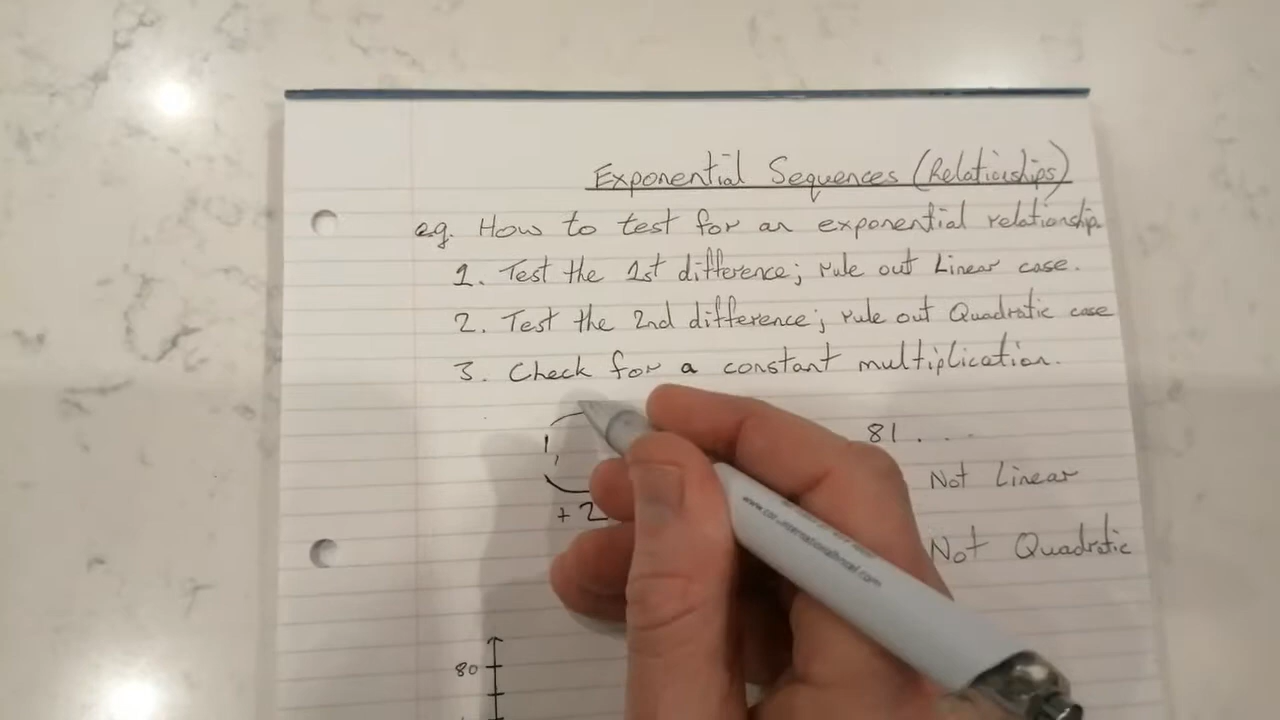 Exponential Sequences (Relatioships)
eg. How to test for an exponential relationship.
1. Test the 1st difference; rule out Linear case.
2. Test the 2nd difference; rule out Quadratic case
3. Check for a constant multiplication.
1, 81 . . .
+ 2 Not Linear
Not Quadratic
80